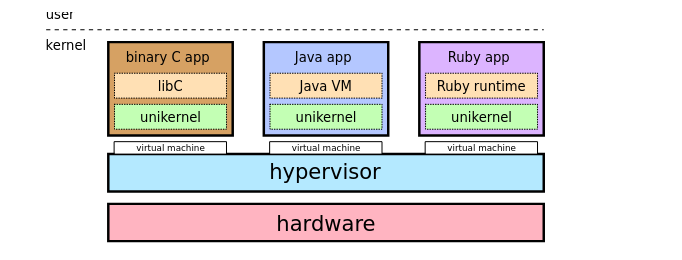 user
kernel
binary C app
libC
unikernel
virtual machine
Java app
Java VM
unikernel
virtual machine
Ruby app
Ruby runtime
unikernel
virtual machine
hypervisor
hardware